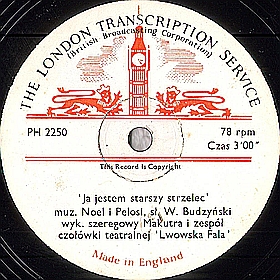 THE LONDON TRANSCRIPTION SERVICE
(British Broadcasting Corporation)
PH 2250
78 rpm
Czas 3'00"
This Record Is Copyright
'Ja jestem starszy strzelec'
muz. Noel i Pelosi, sł. W. Budzyński
wyk. szeregowy Makutra i zespół
czołówki teatralnej 'Lwowska Fala'
Made in England